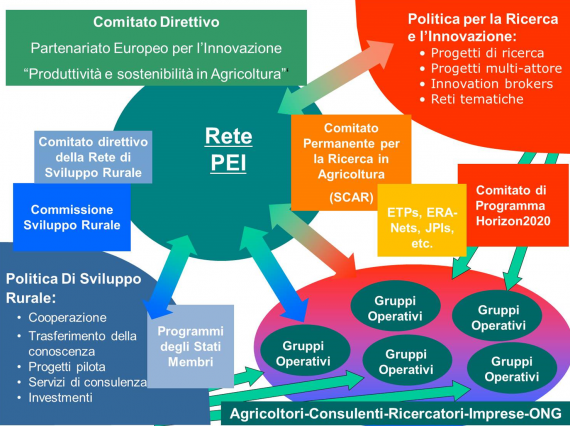 Comitato Direttivo
Partenariato Europeo per l'Innovazione
"Produttività e sostenibilità in Agricoltura"'
Politica per la Ricerca
e l'Innovazione:
• Progetti di ricerca
• Progetti multi-attore
• Innovation brokers
• Reti tematiche
Rete
PEI
Comitato direttivo
della Rete di
Sviluppo Rurale
Commissione
Sviluppo Rurale
Comitato
Permanente per
la Ricerca in
Agricoltura
(SCAR)
ETPs, ERA-
Nets, JPIs,
etc.
Comitato di
Programma
Horizon2020
Politica Di Sviluppo
Rurale:
• Cooperazione
• Trasferimento della
conoscenza
• Progetti pilota
• Servizi di consulenza
• Investimenti
Programmi
degli Stati
Membri
Gruppi
Operativi
Gruppi
Operativi
Gruppi
Operativi
Gruppi
Operativi
Gruppi
Operativi
Agricoltori-Consulenti-Ricercatori-Imprese-ONG